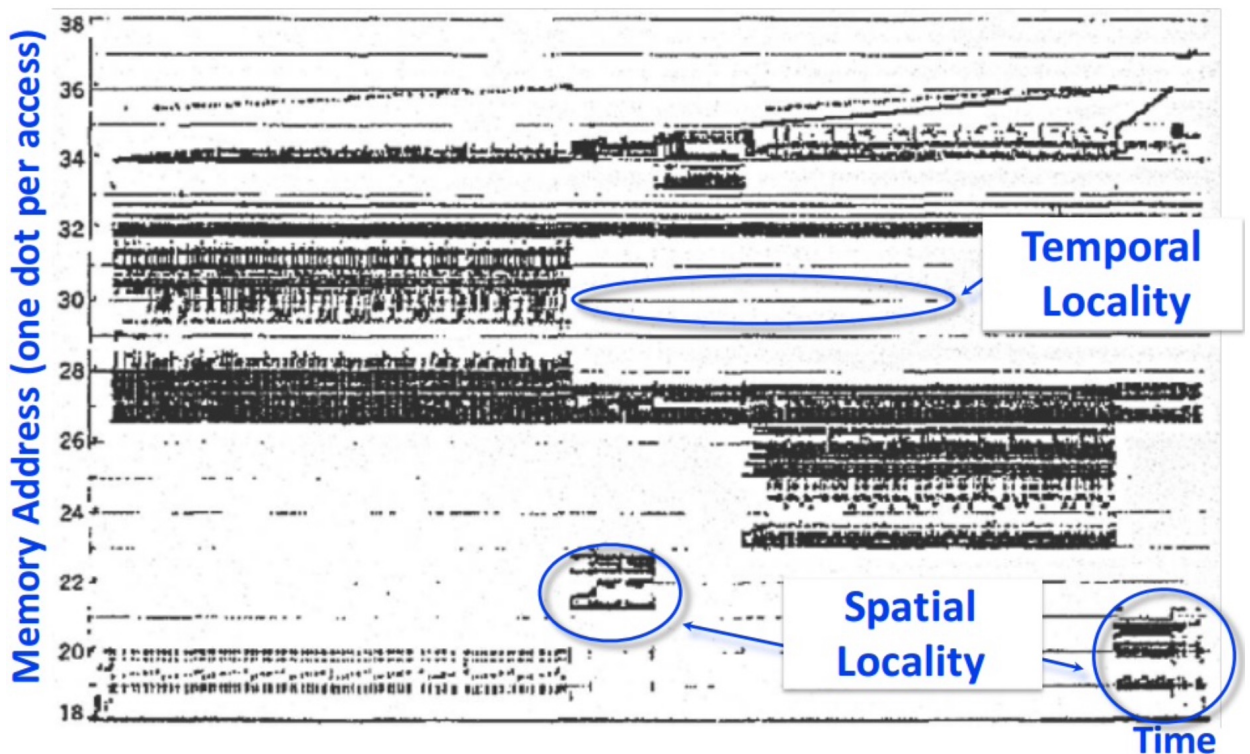 Memory Address (one dot per access)
38
36
34
32
30
28
26
24
22
20
18
Temporal
Locality
Spatial
Locality
Time